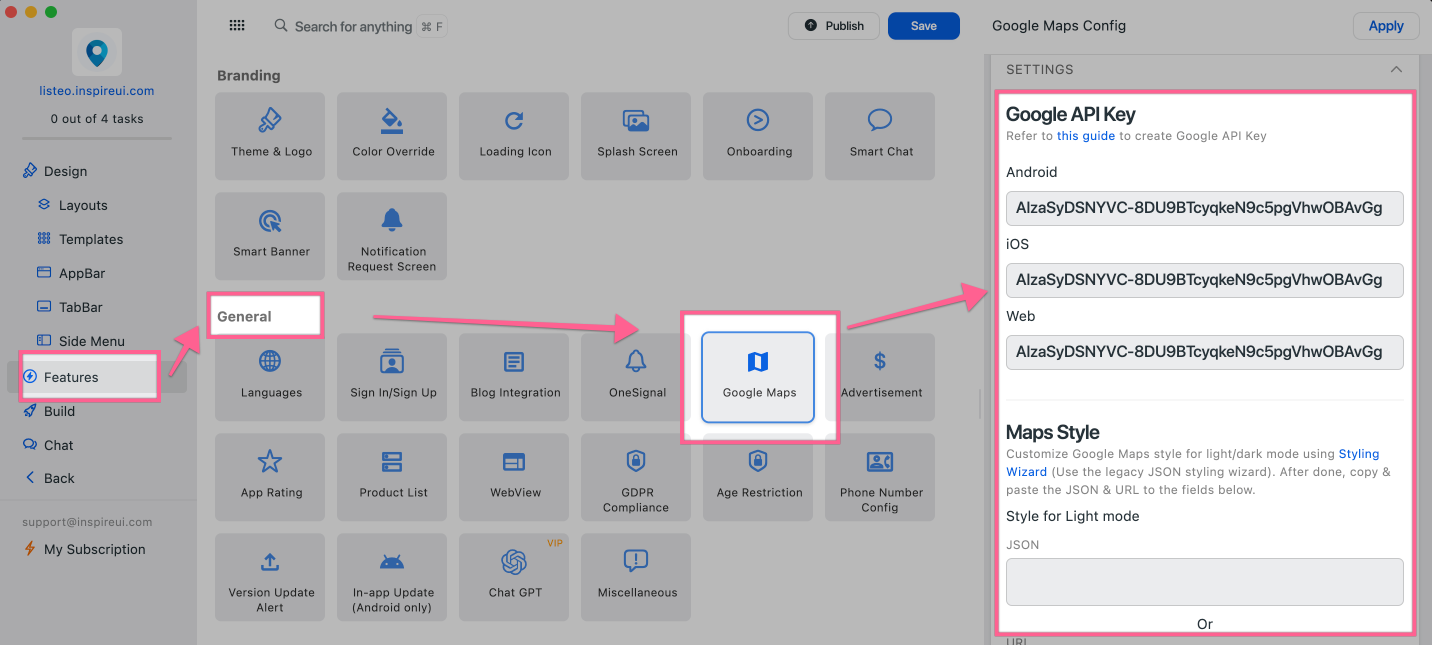 listeo.inspireui.com
0 out of 4 tasks
Design
Layouts
Templates
AppBar
TabBar
Side Menu
Features
Build
Chat
Back
support@inspireui.com
My Subscription
Search for anything ⌘ F
Publish
Save
Branding
Theme & Logo
Color Override
Loading Icon
Splash Screen
Onboarding
Smart Chat
Smart Banner
Notification
Request Screen
General
Languages
Sign In/Sign Up
Blog Integration
OneSignal
Google Maps
Advertisement
App Rating
Product List
WebView
GDPR
Compliance
Age Restriction
Phone Number
Config
Version Update
Alert
In-app Update
(Android only)
VIP
Chat GPT
Miscellaneous
Google Maps Config
Apply
SETTINGS
Google API Key
Refer to this guide to create Google API Key
Android
AIzaSyDSNYVC-8DU9BTcyqkeN9c5pgVhwOBAvGg
iOS
AIzaSyDSNYVC-8DU9BTcyqkeN9c5pgVhwOBAvGg
Web
AIzaSyDSNYVC-8DU9BTcyqkeN9c5pgVhwOBAvGg
Maps Style
Customize Google Maps style for light/dark mode using Styling
Wizard (Use the legacy JSON styling wizard). After done, copy &
paste the JSON & URL to the fields below.
Style for Light mode
JSON
Or
URL